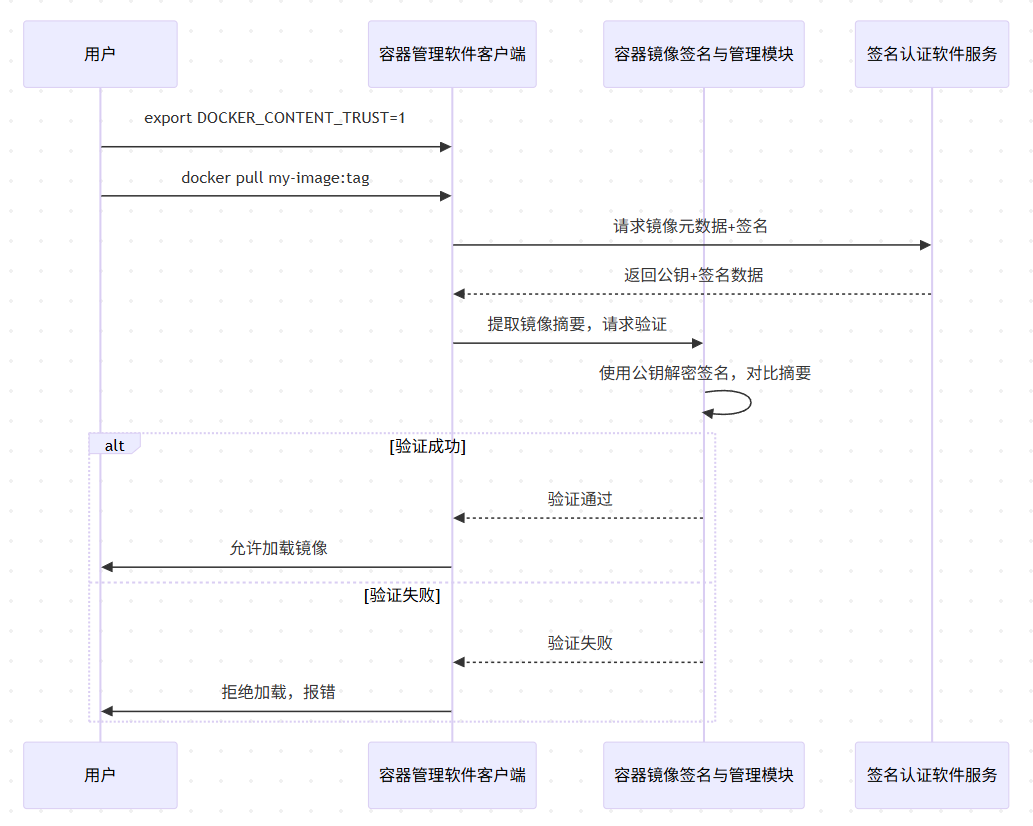 用户
容器管理软件客户端
容器镜像签名与管理模块
签名认证软件服务
export DOCKER_CONTENT_TRUST=1
docker pull my-image:tag
请求镜像元数据+签名
返回公钥+签名数据
提取镜像摘要，请求验证
使用公钥解密签名，对比摘要
alt
[验证成功]
验证通过
允许加载镜像
[验证失败]
验证失败
拒绝加载，报错
用户
容器管理软件客户端
容器镜像签名与管理模块
签名认证软件服务